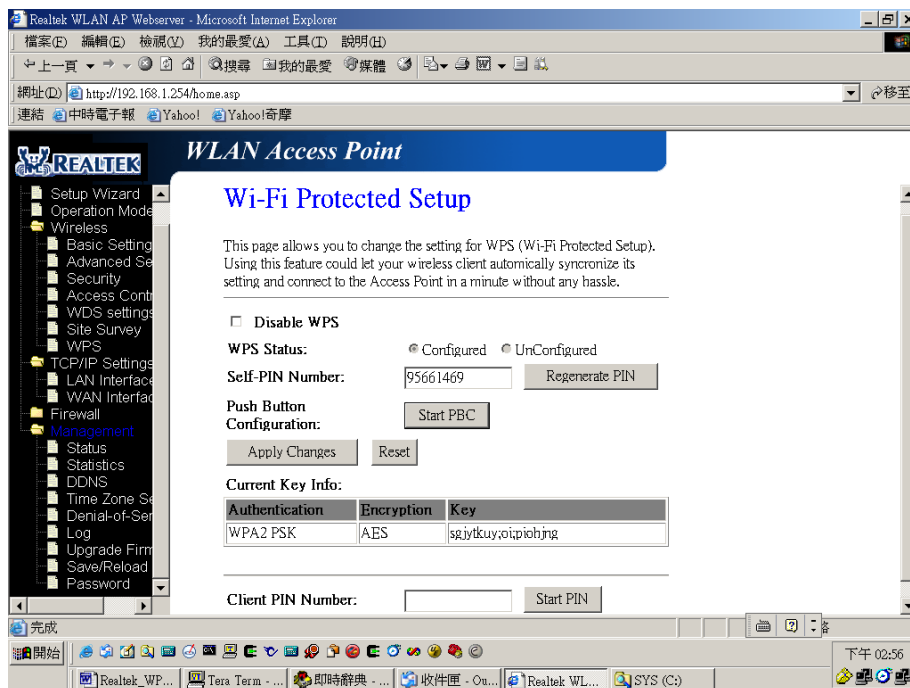 Realtek WLAN AP Webserver - Microsoft Internet Explorer
檔案(F) 編輯(E) 檢視(V) 我的最愛(A) 工具(T) 說明(H)
上一頁 搜尋 我的最愛 媒體
網址(D) http://192.168.1.254/home.asp 移至
連結 中時電子報 Yahoo! Yahoo!奇摩
REALTEK
WLAN Access Point
Setup Wizard
Operation Mode
Wireless
Basic Setting
Advanced Se
Security
Access Contr
WDS settings
Site Survey
WPS
TCP/IP Settings
LAN Interface
WAN Interfac
Firewall
Management
Status
Statistics
DDNS
Time Zone Se
Denial-of-Ser
Log
Upgrade Firm
Save/Reload
Password
Wi-Fi Protected Setup
This page allows you to change the setting for WPS (Wi-Fi Protected Setup).
Using this feature could let your wireless client automically syncronize its
setting and connect to the Access Point in a minute without any hassle.
Disable WPS
WPS Status: Configured UnConfigured
Self-PIN Number: 95661469 Regenerate PIN
Push Button
Configuration: Start PBC
Apply Changes Reset
Current Key Info:
Authentication Encryption Key
WPA2 PSK AES sgjytkuy;oi;piohjng
Client PIN Number: Start PIN
完成
開始 下午 02:56
Realtek_WP... Tera Term - ... 即時辭典 - ... 收件匣 - Ou... Realtek WL... SYS (C:)